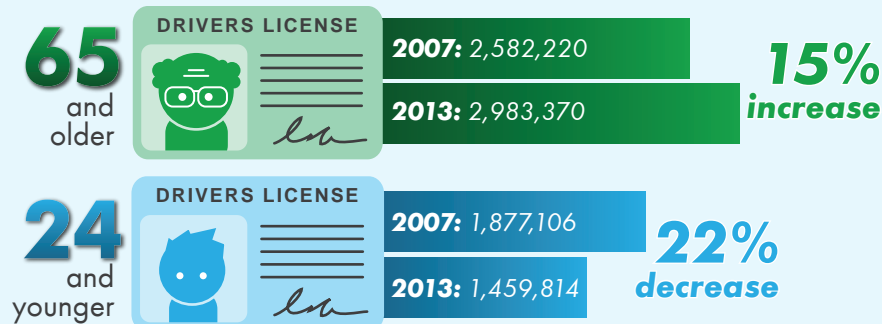 65
and
older
DRIVERS LICENSE
2007: 2,582,220
2013: 2,983,370
15%
increase
24
and
younger
DRIVERS LICENSE
2007: 1,877,106
2013: 1,459,814
22%
decrease